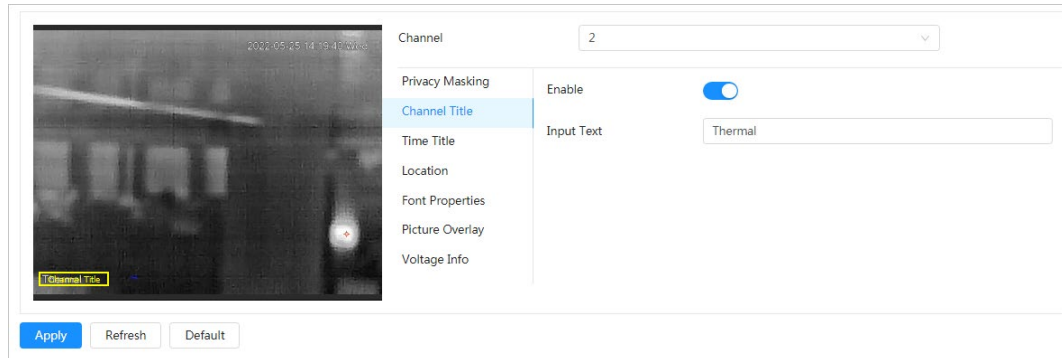 2022-05-25 14:19:40 Wed
Channel 2
Privacy Masking
Channel Title
Time Title
Location
Font Properties
Picture Overlay
Voltage Info
Enable
Input Text Thermal
Channel Title
Apply Refresh Default